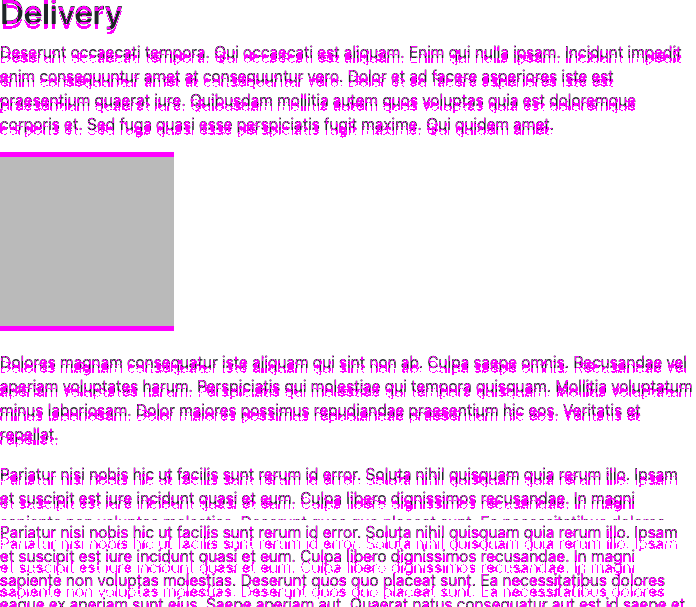 Delivery
Deserunt occaecati tempora. Qui occaecati est aliquam. Enim qui nulla ipsam. Incidunt impedit
enim consequuntur amet at consequuntur vero. Dolor et ad facere asperiores iste est
praesentium quaerat iure. Quibusdam mollitia autem quos voluptas quia est doloremque
corporis et. Sed fuga quasi esse perspiciatis fugit maxime. Qui quidem amet.
Dolores magnam consequatur iste aliquam qui sint non ab. Culpa saepe omnis. Recusandae vel
aperiam voluptates harum. Perspiciatis qui molestiae qui tempora quisquam. Mollitia voluptatum
minus laboriosam. Dolor maiores possimus repudiandae praesentium hic eos. Veritatis et
repellat.
Pariatur nisi nobis hic ut facilis sunt rerum id error. Soluta nihil quisquam quia rerum illo. Ipsam
et suscipit est iure incidunt quasi et eum. Culpa libero dignissimos recusandae. In magni
Pariatur nisi nobis hic ut facilis sunt rerum id error. Soluta nihil quisquam quia rerum illo. Ipsam
et suscipit est iure incidunt quasi et eum. Culpa libero dignissimos recusandae. In magni
sapiente non voluptas molestias. Deserunt quos quo placeat sunt. Ea necessitatibus dolores
eaque ex aperiam sunt eius. Saepe aperiam aut. Quaerat natus consequatur aut est id saepe et